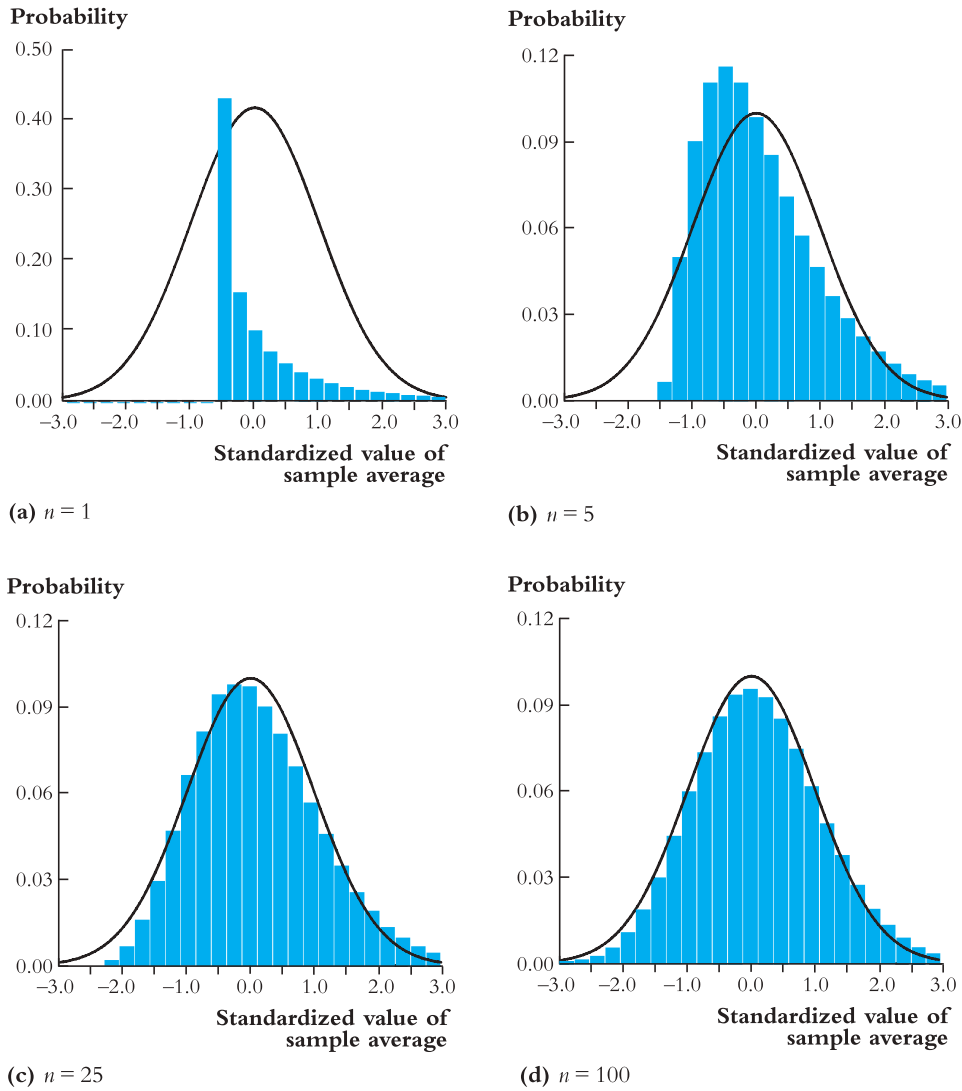 Probability
0.50
0.40
0.30
0.20
0.10
0.00
–3.0 –2.0 –1.0 0.0 1.0 2.0 3.0
Standardized value of
sample average
(a) n = 1
Probability
0.12
0.09
0.06
0.03
0.00
–3.0 –2.0 –1.0 0.0 1.0 2.0 3.0
Standardized value of
sample average
(b) n = 5
Probability
0.12
0.09
0.06
0.03
0.00
–3.0 –2.0 –1.0 0.0 1.0 2.0 3.0
Standardized value of
sample average
(c) n = 25
Probability
0.12
0.09
0.06
0.03
0.00
–3.0 –2.0 –1.0 0.0 1.0 2.0 3.0
Standardized value of
sample average
(d) n = 100